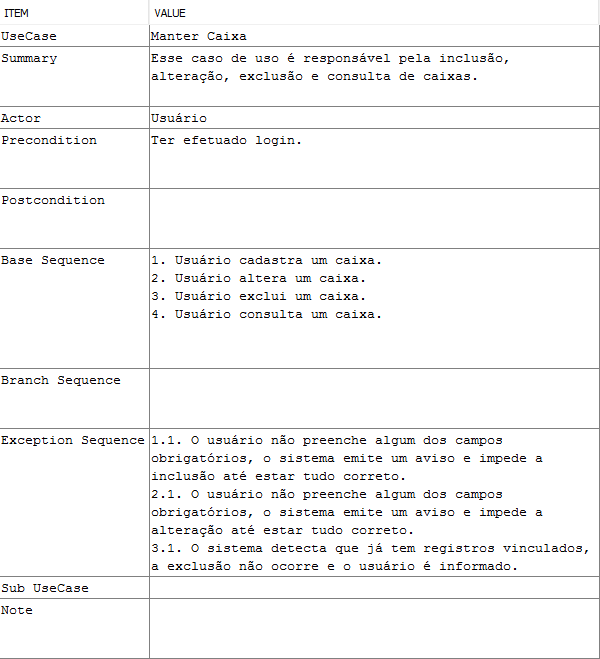 ITEM VALUE
UseCase Manter Caixa
Summary Esse caso de uso é responsável pela inclusão,
alteração, exclusão e consulta de caixas.
Actor Usuário
Precondition Ter efetuado login.
Postcondition
Base Sequence 1. Usuário cadastra um caixa.
2. Usuário altera um caixa.
3. Usuário exclui um caixa.
4. Usuário consulta um caixa.
Branch Sequence
Exception Sequence 1.1. O usuário não preenche algum dos campos
obrigatórios, o sistema emite um aviso e impede a
inclusão até estar tudo correto.
2.1. O usuário não preenche algum dos campos
obrigatórios, o sistema emite um aviso e impede a
alteração até estar tudo correto.
3.1. O sistema detecta que já tem registros vinculados,
a exclusão não ocorre e o usuário é informado.
Sub UseCase
Note